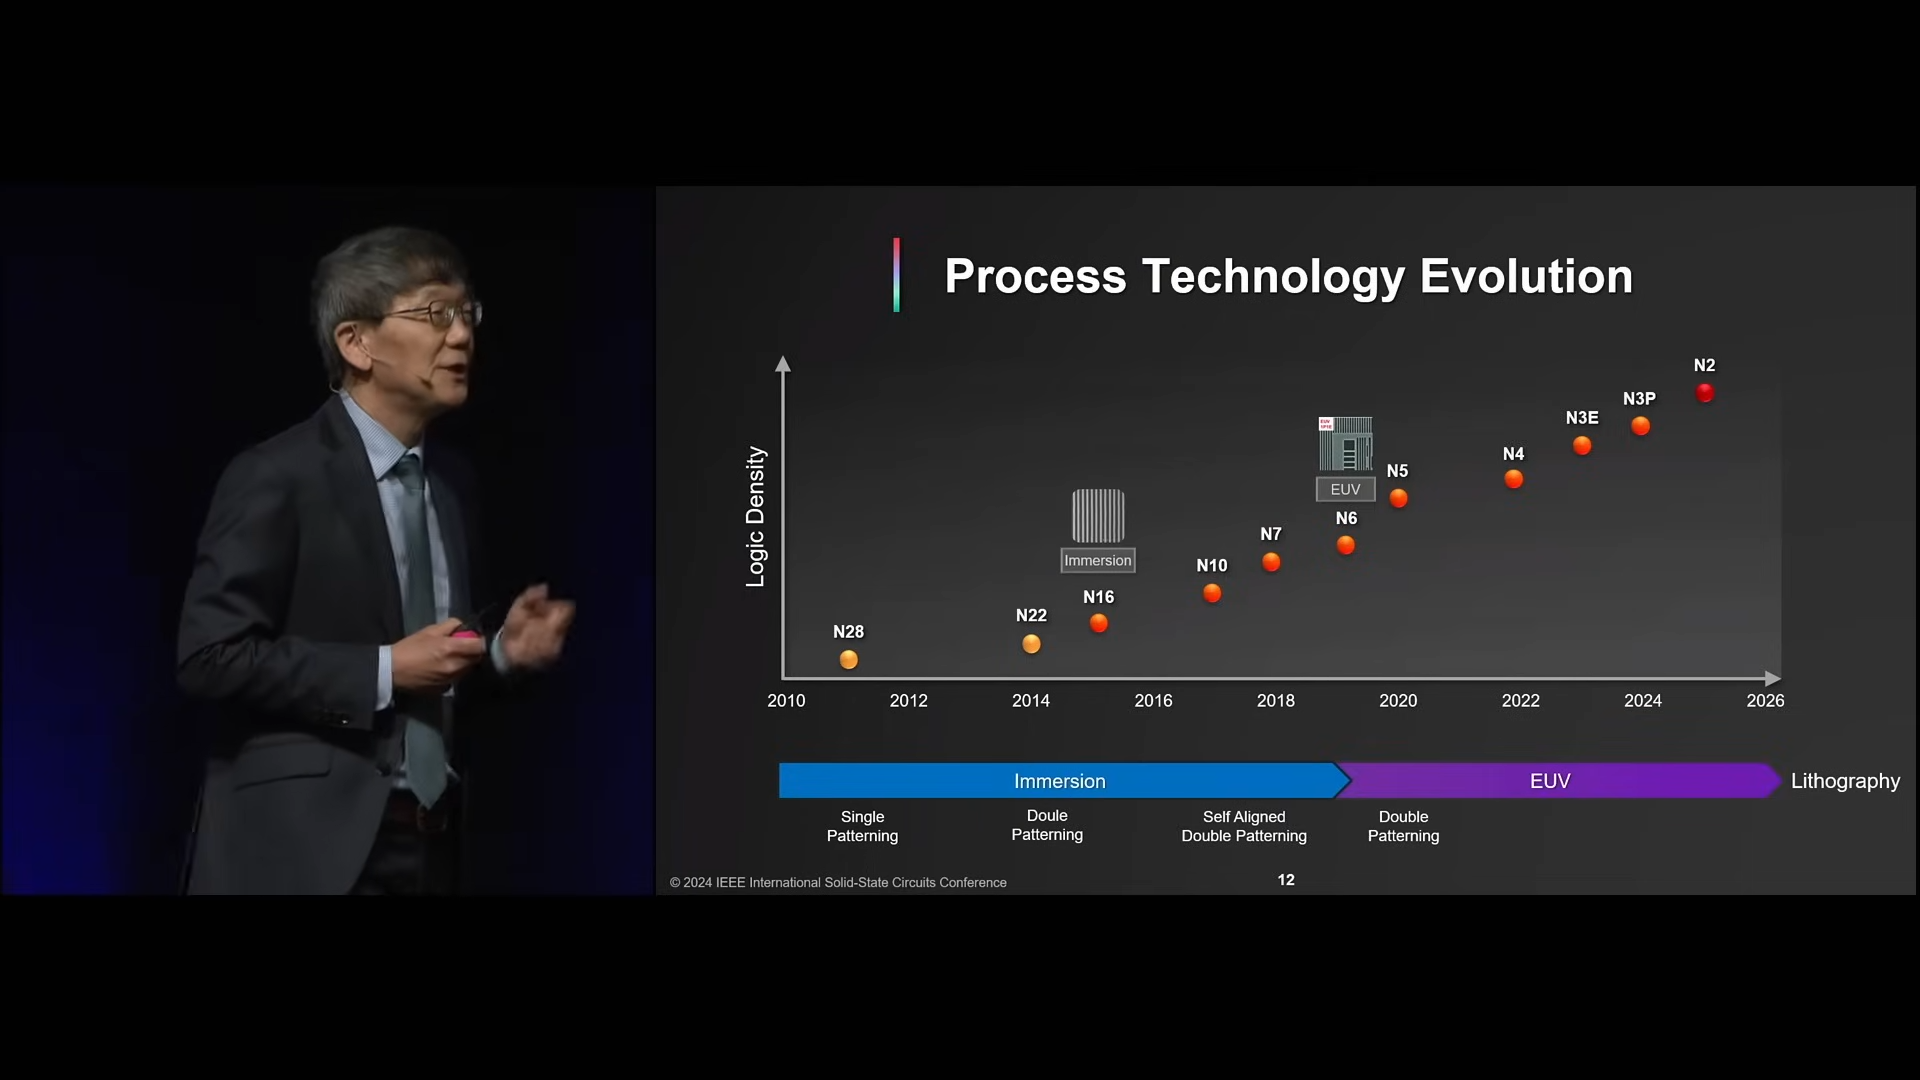 Process Technology Evolution
Logic Density
N28
N22
N16
Immersion
N10
N7
N6
EUV
N5
N4
N3E
N3P
N2
2010 2012 2014 2016 2018 2020 2022 2024 2026
Immersion EUV Lithography
Single
Patterning
Doule
Patterning
Self Aligned
Double Patterning
Double
Patterning
© 2024 IEEE International Solid-State Circuits Conference
12